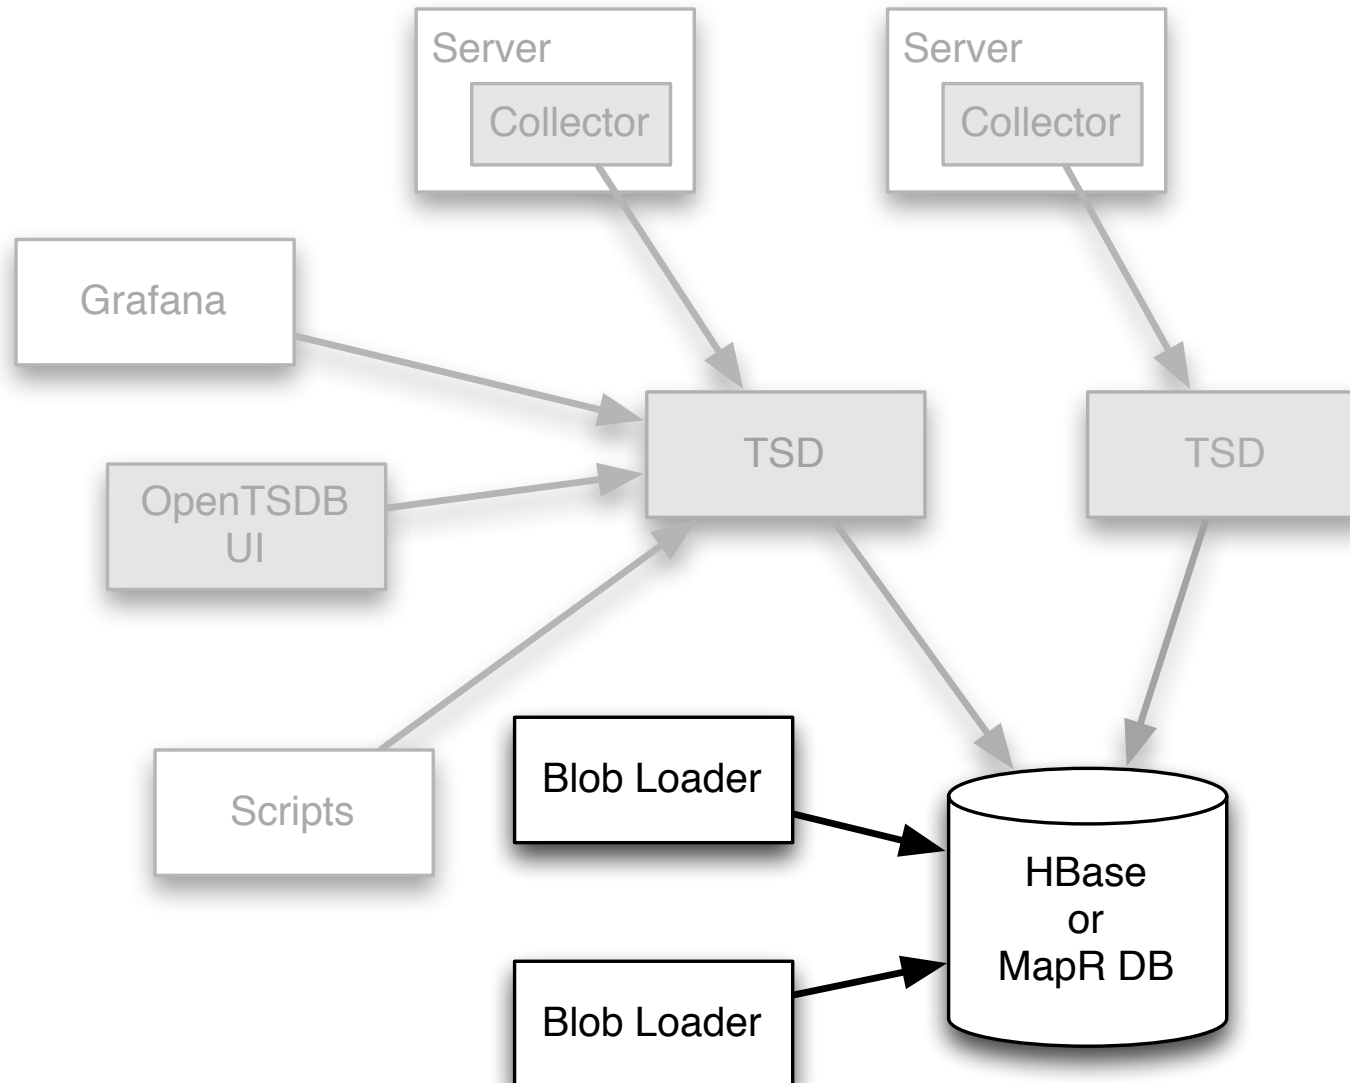 Server
Collector
Server
Collector
Grafana
TSD
TSD
OpenTSDB
UI
Blob Loader
Scripts
HBase
or
MapR DB
Blob Loader